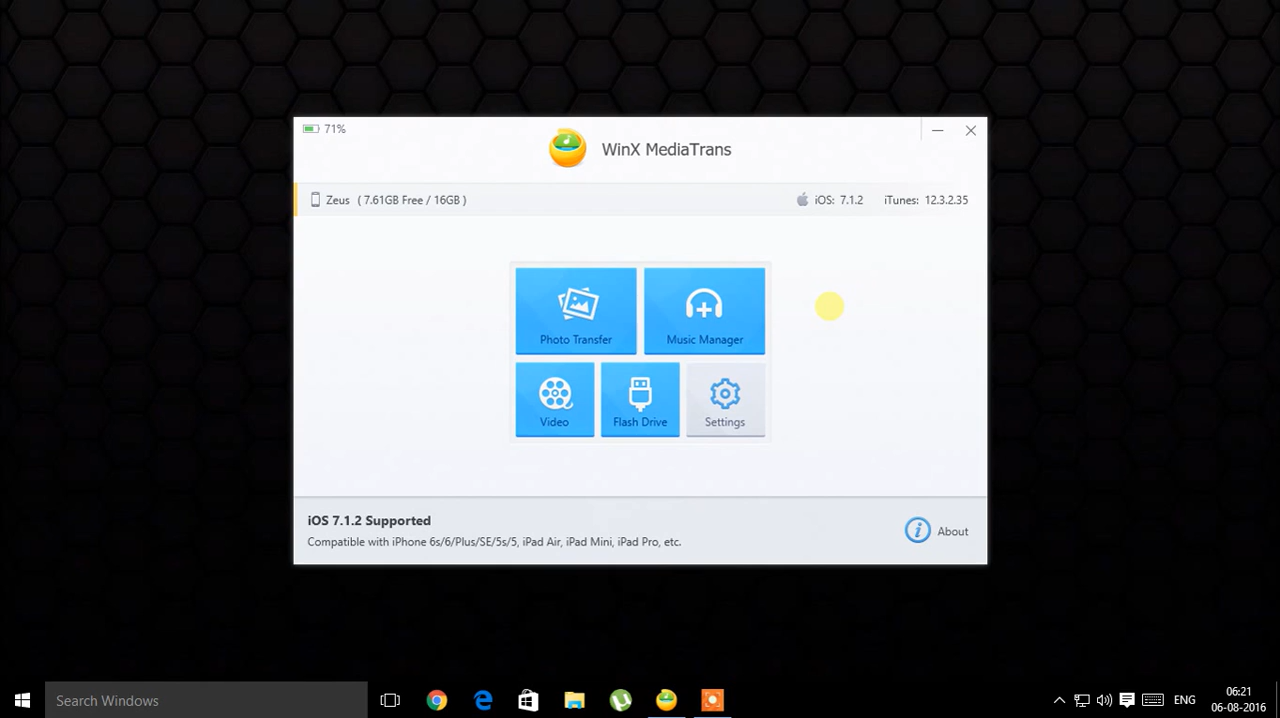 71%
WinX MediaTrans
Zeus ( 7.61GB Free / 16GB ) iOS: 7.1.2 iTunes: 12.3.2.35
Photo Transfer Music Manager
Video Flash Drive Settings
iOS 7.1.2 Supported
Compatible with iPhone 6s/6/Plus/SE/5s/5, iPad Air, iPad Mini, iPad Pro, etc.
About
Search Windows
ENG
06:21
06-08-2016